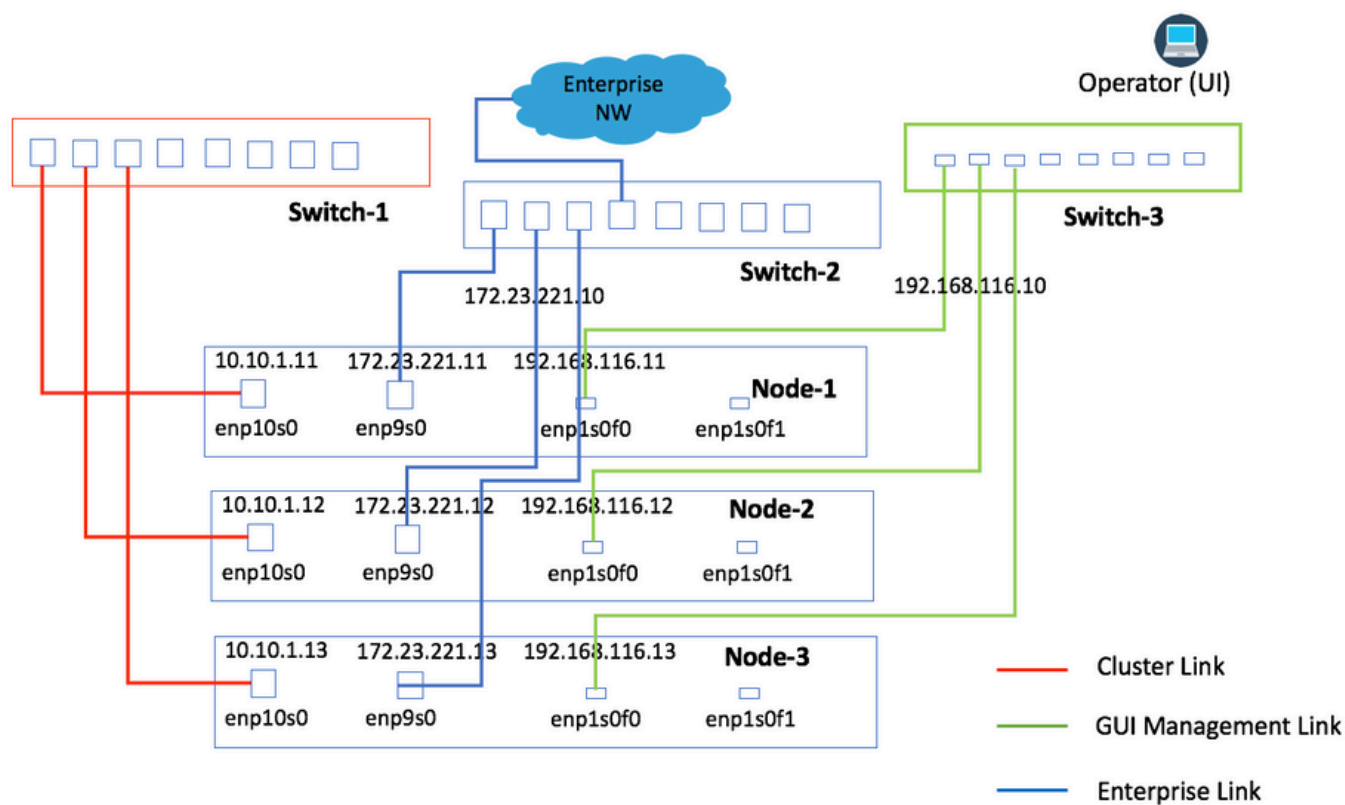 Operator (UI)
Enterprise
NW
Switch-1
Switch-2
Switch-3
172.23.221.10
192.168.116.10
10.10.1.11
172.23.221.11
192.168.116.11
Node-1
enp10s0
enp9s0
enp1s0f0
enp1s0f1
10.10.1.12
172.23.221.12
192.168.116.12
Node-2
enp10s0
enp9s0
enp1s0f0
enp1s0f1
10.10.1.13
172.23.221.13
192.168.116.13
Node-3
enp10s0
enp9s0
enp1s0f0
enp1s0f1
Cluster Link
GUI Management Link
Enterprise Link